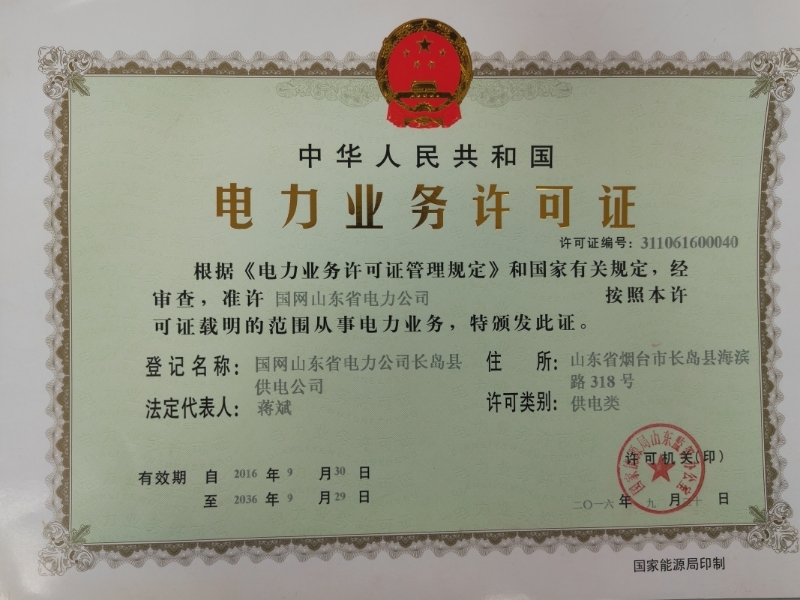 中华人民共和国
电力业务许可证
许可证编号：311061600040
根据《电力业务许可证管理规定》和国家有关规定，经
审查，准许 国网山东省电力公司 按照本许
可证载明的范围从事电力业务，特颁发此证。
登记名称：国网山东省电力公司长岛县
供电公司
住 所：山东省烟台市长岛县海滨
路 318 号
法定代表人：蒋斌
许可类别：供电类
许可机关（印）
有效期 自 2016 年 9 月 30 日
至 2036 年 9 月 29 日
二〇一六 年 九 月 三十 日
国家能源局印制